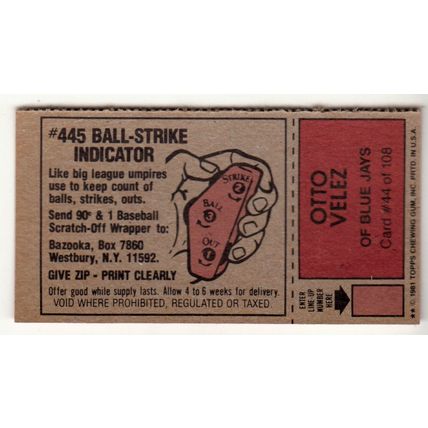 #445 BALL-STRIKE
INDICATOR
Like big league umpires
use to keep count of
balls, strikes, outs.
Send 90¢ & 1 Baseball
Scratch-Off Wrapper to:
Bazooka, Box 7860
Westbury, N.Y. 11592.
GIVE ZIP - PRINT CLEARLY
Offer good while supply lasts. Allow 4 to 6 weeks for delivery.
VOID WHERE PROHIBITED, REGULATED OR TAXED.
STRIKE
BALL
OUT
OTTO
VELEZ
OF BLUE JAYS
Card #44 of 108
ENTER
LINE-UP
NUMBER
HERE
★★ © 1981 TOPPS CHEWING GUM, INC. PRTD. IN U.S.A.